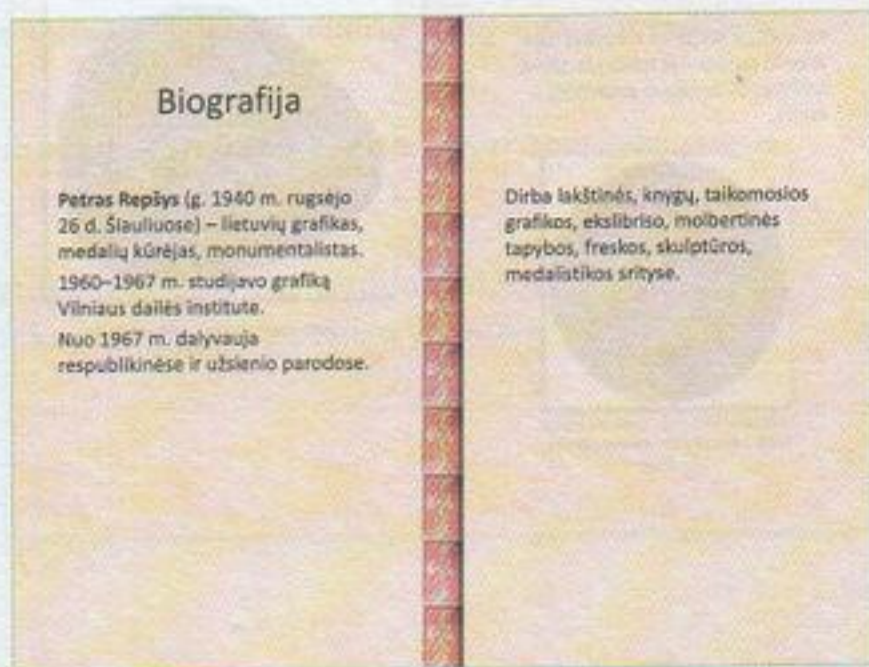 Biografija
Petras Repšys (g. 1940 m. rugsėjo
26 d. Šiauliuose) – lietuvių grafikas,
medalių kūrėjas, monumentalistas.
1960–1967 m. studijavo grafiką
Vilniaus dailės institute.
Nuo 1967 m. dalyvauja
respublikinėse ir užsienio parodose.
Dirba lakštinės, knygų, taikomosios
grafikos, ekslibriso, molbertinės
tapybos, freskos, skulptūros,
medalistikos srityse.